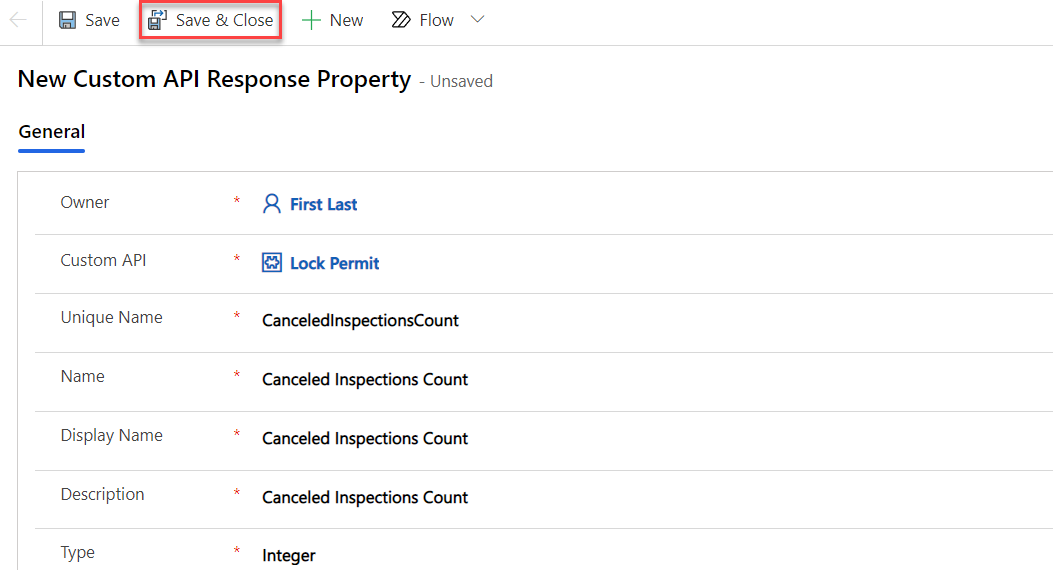 Save Save & Close New Flow
New Custom API Response Property - Unsaved
General
Owner * First Last
Custom API * Lock Permit
Unique Name * CanceledInspectionsCount
Name * Canceled Inspections Count
Display Name * Canceled Inspections Count
Description * Canceled Inspections Count
Type * Integer